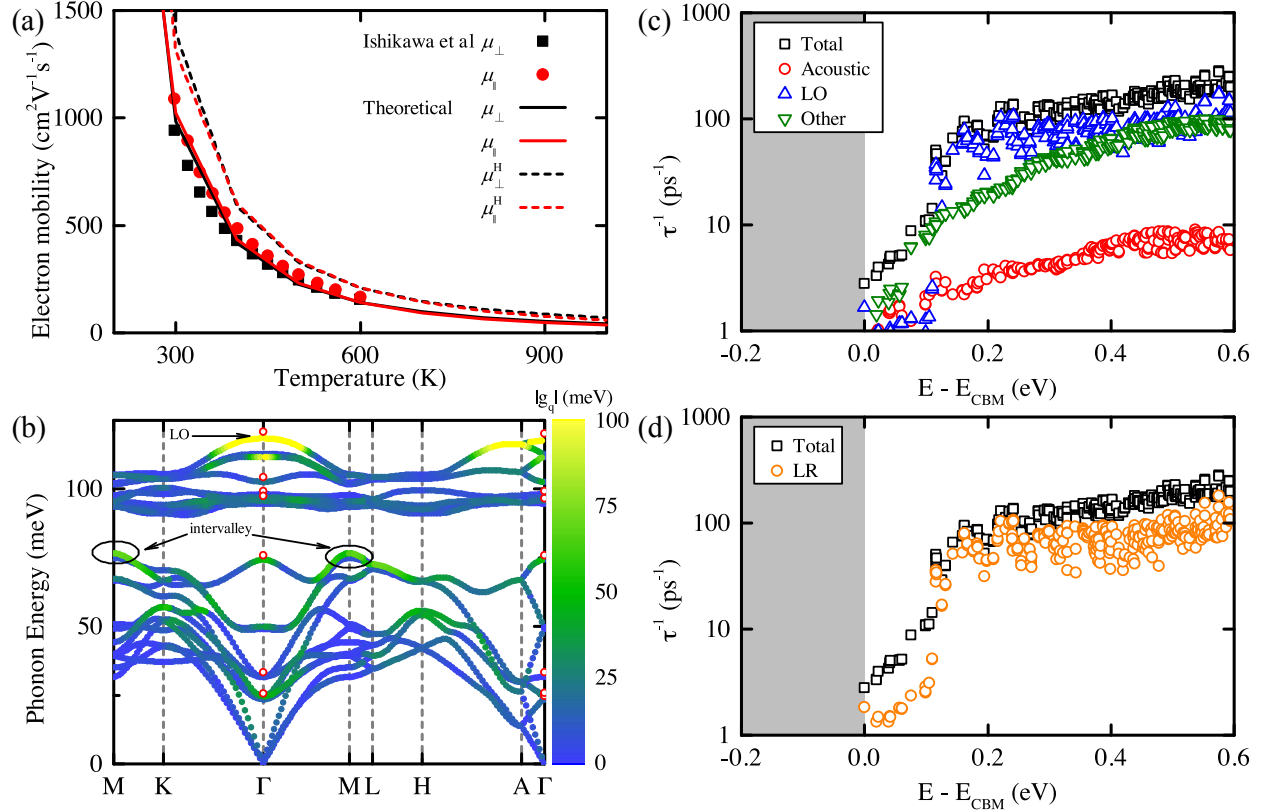 (a)
1500
1000
500
0
300
600
900
Electron mobility (cm²V⁻¹s⁻¹)
Temperature (K)
Ishikawa et al μ⊥
μ∥
Theoretical μ⊥
μ∥
μ⊥ᴴ
μ∥ᴴ
(b)
|g_q| (meV)
LO
intervalley
100
50
0
Phonon Energy (meV)
M K Γ M L H A Γ
100
75
50
25
0
(c)
Total
Acoustic
LO
Other
1000
100
10
1
τ⁻¹ (ps⁻¹)
-0.2 0.0 0.2 0.4 0.6
E - E_CBM (eV)
(d)
Total
LR
1000
100
10
1
τ⁻¹ (ps⁻¹)
-0.2 0.0 0.2 0.4 0.6
E - E_CBM (eV)